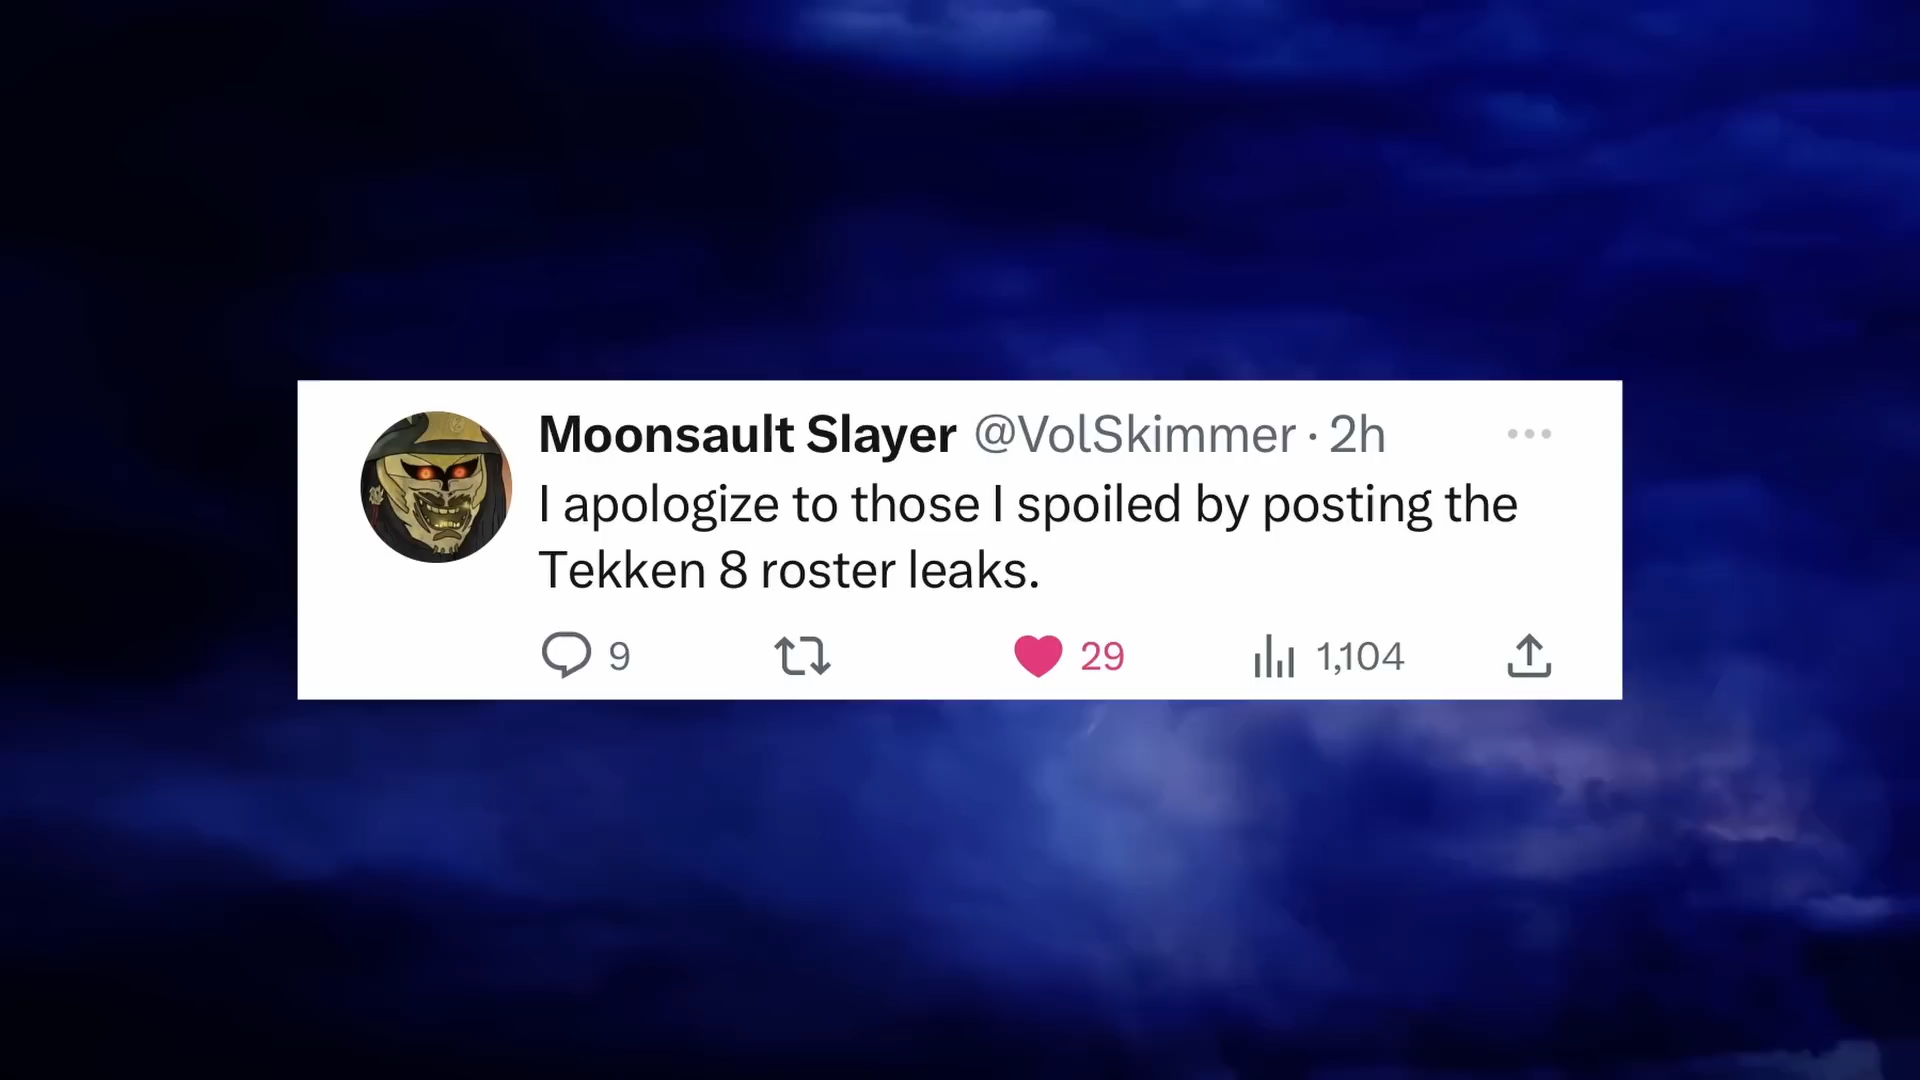 Moonsault Slayer @VolSkimmer · 2h
I apologize to those I spoiled by posting the
Tekken 8 roster leaks.
9 29 1,104